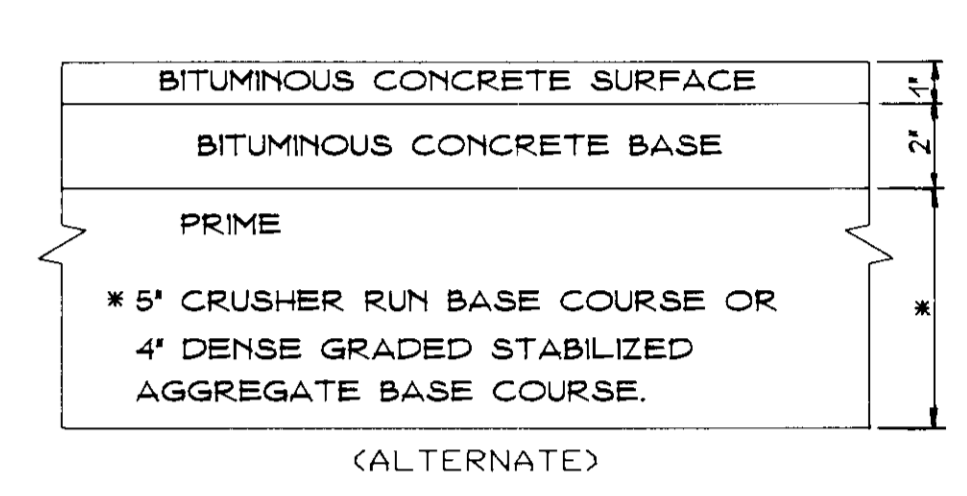 BITUMINOUS CONCRETE SURFACE
1"
BITUMINOUS CONCRETE BASE
2"
PRIME
* 5" CRUSHER RUN BASE COURSE OR
4" DENSE GRADED STABILIZED
AGGREGATE BASE COURSE.
*
(ALTERNATE)